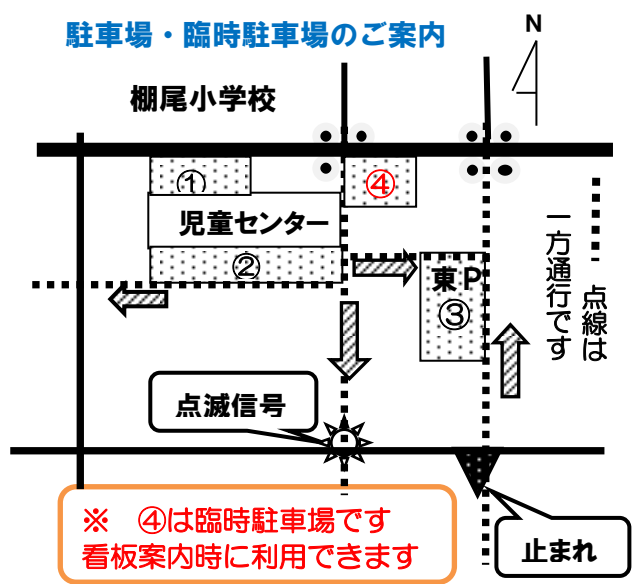 駐車場・臨時駐車場のご案内
N
棚尾小学校
①
④
児童センター
②
東P
③
点線は
一方通行です
点滅信号
止まれ
※ ④は臨時駐車場です
看板案内時に利用できます